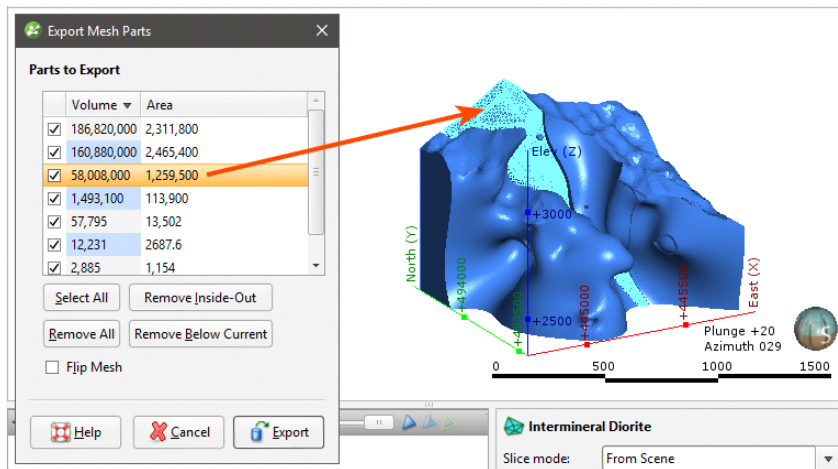 Export Mesh Parts
Parts to Export
Volume Area
186,820,000 2,311,800
160,880,000 2,465,400
58,008,000 1,259,500
1,493,100 113,900
57,795 13,502
12,231 2687.6
2,885 1,154
Select All Remove Inside-Out
Remove All Remove Below Current
Flip Mesh
Help Cancel Export
Elev (Z)
+3000
+2500
North (Y)
+494000
East (X)
+445000
+445500
Plunge +20
Azimuth 029
S
0 500 1000 1500
Intermineral Diorite
Slice mode: From Scene